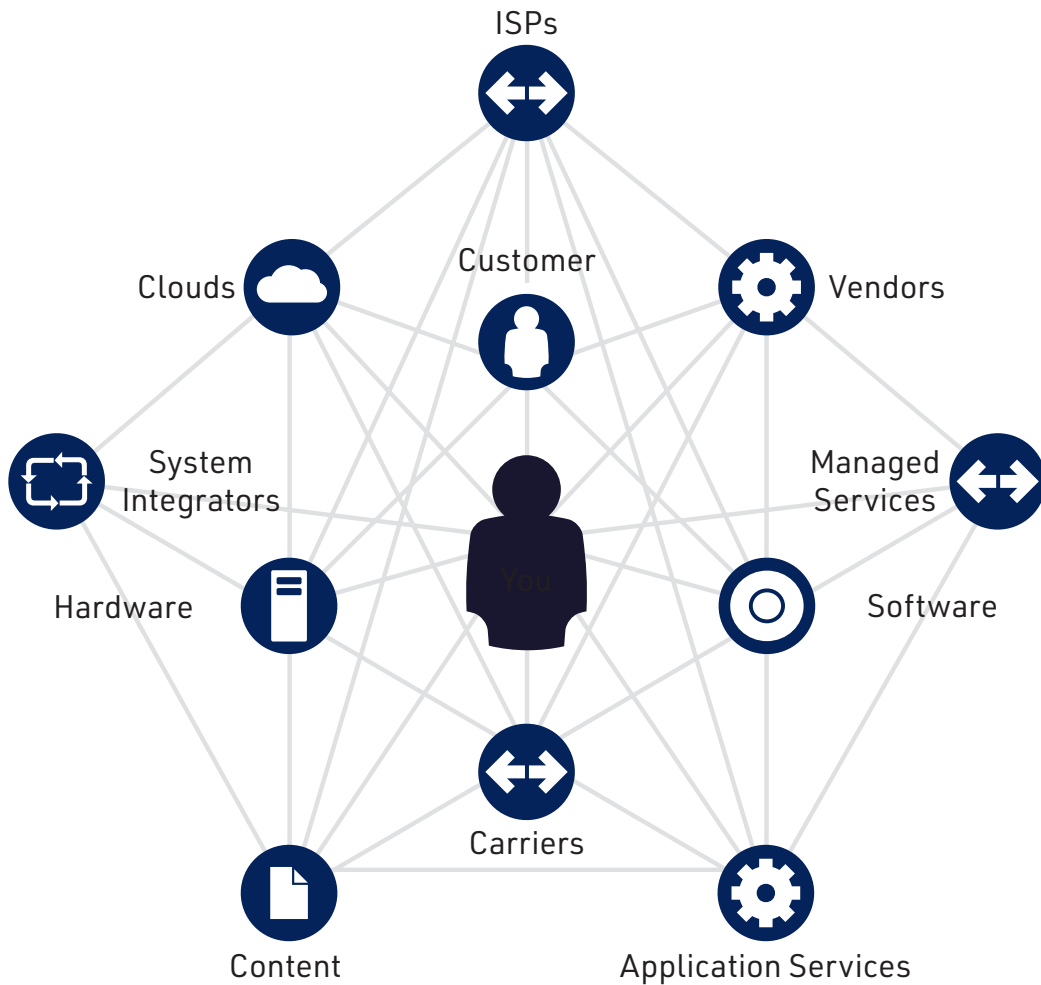 ISPs
Customer
Clouds
Vendors
System
Integrators
Managed
Services
You
Hardware
Software
Carriers
Content
Application Services